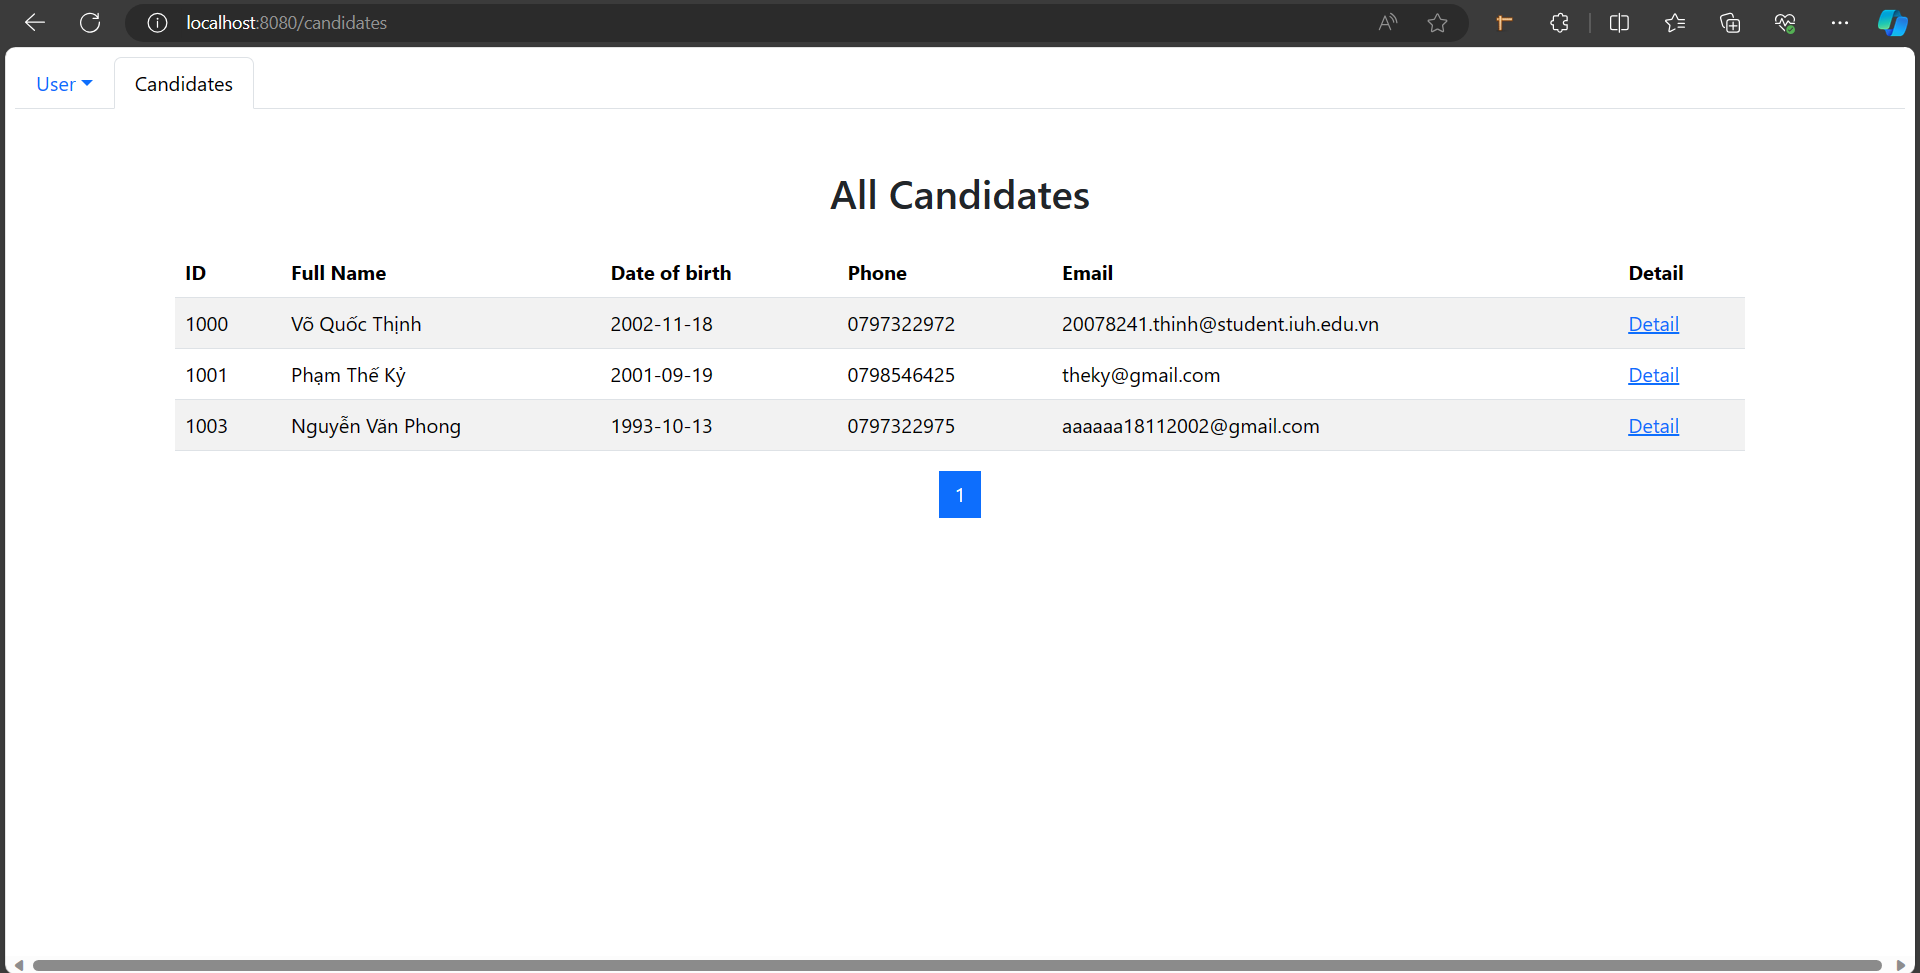 localhost:8080/candidates
User Candidates
All Candidates
ID Full Name Date of birth Phone Email Detail
1000 Võ Quốc Thịnh 2002-11-18 0797322972 20078241.thinh@student.iuh.edu.vn Detail
1001 Phạm Thế Kỷ 2001-09-19 0798546425 theky@gmail.com Detail
1003 Nguyễn Văn Phong 1993-10-13 0797322975 aaaaaa18112002@gmail.com Detail
1